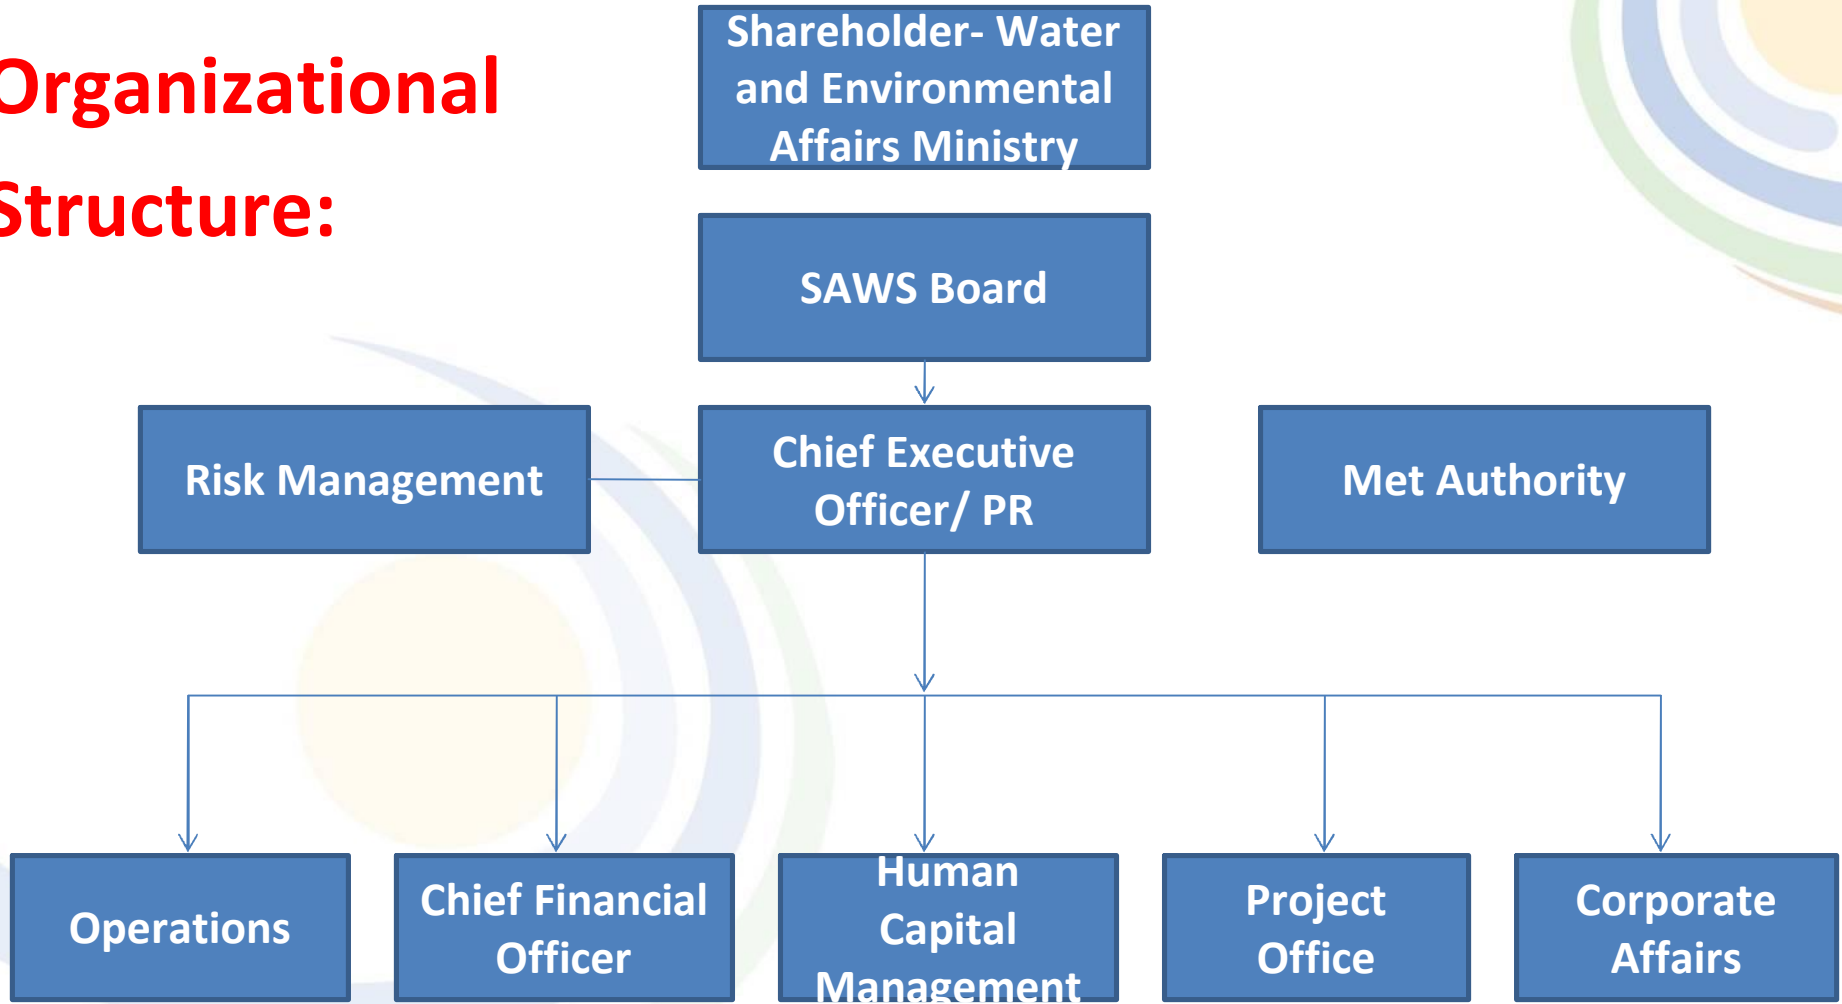 Organizational
Structure:
Shareholder- Water
and Environmental
Affairs Ministry
SAWS Board
Risk Management
Chief Executive
Officer/ PR
Met Authority
Operations
Chief Financial
Officer
Human
Capital
Management
Project
Office
Corporate
Affairs